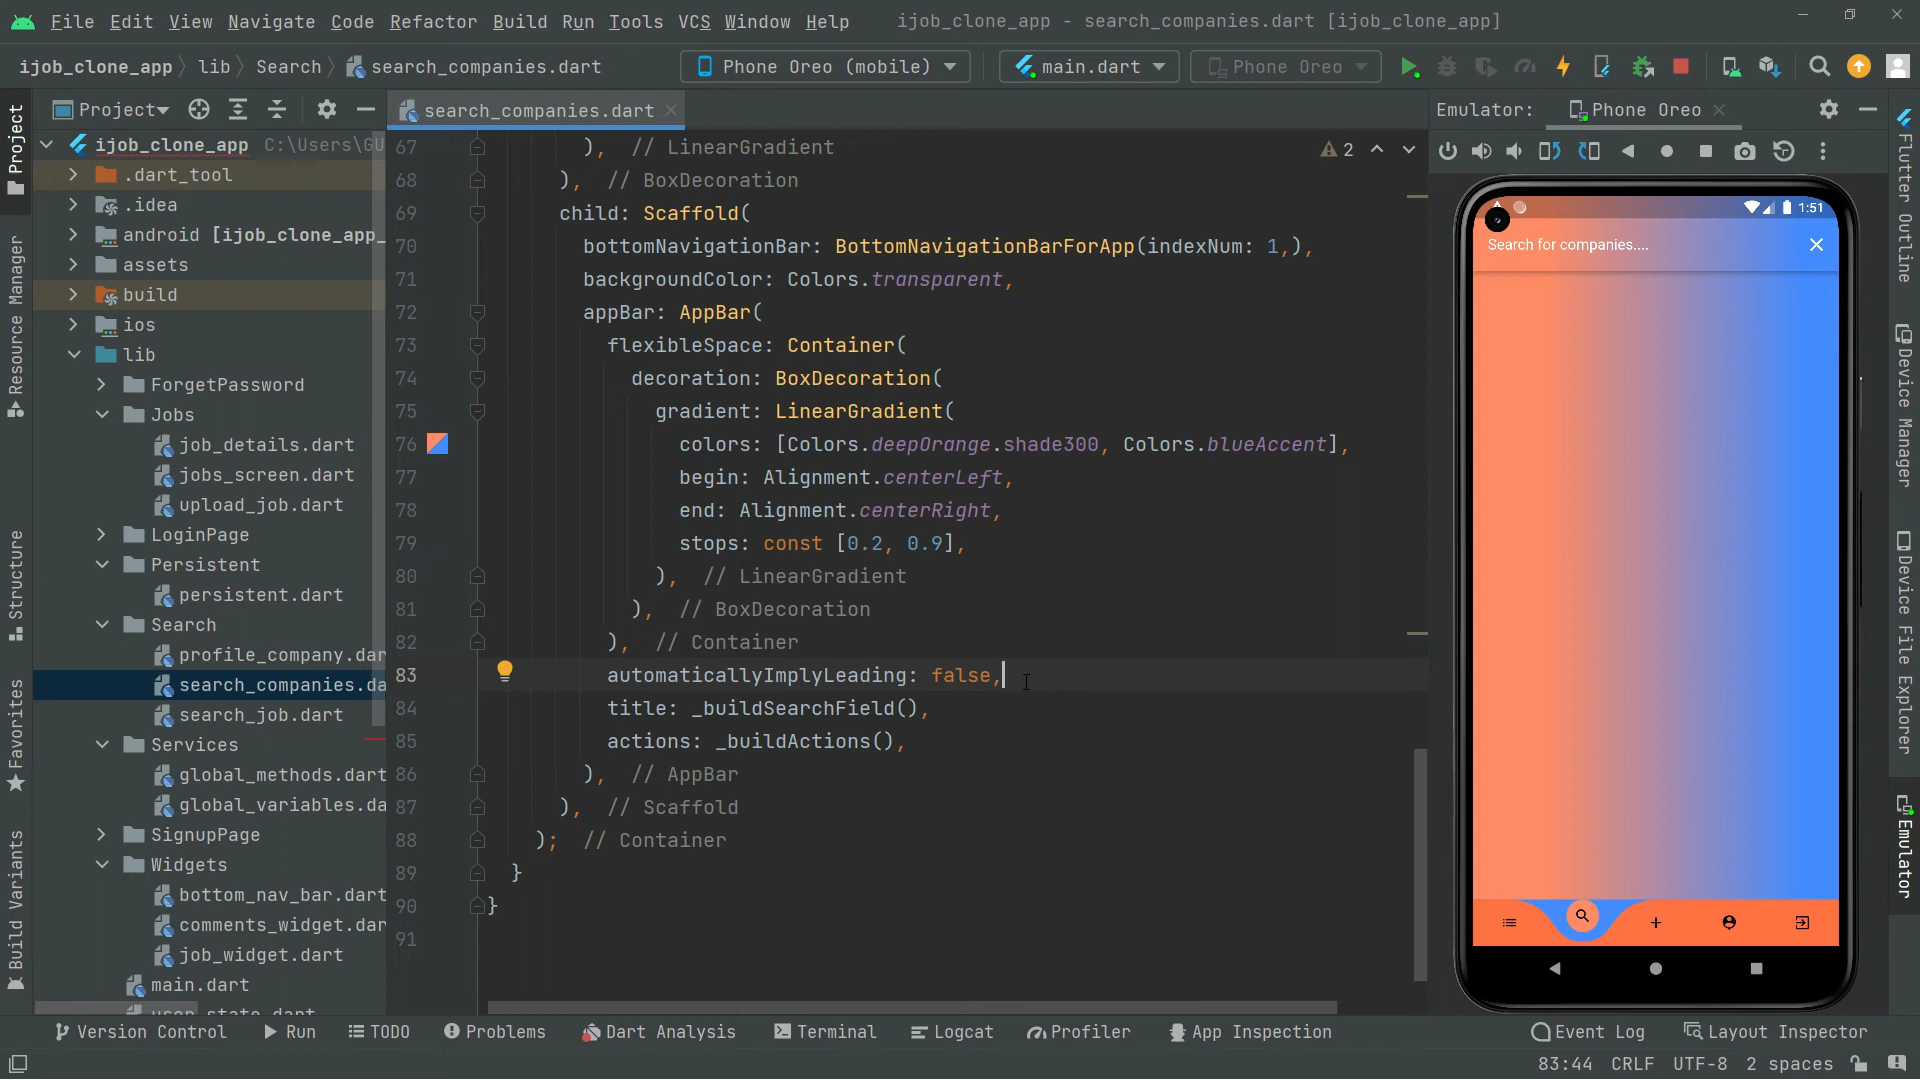 File Edit View Navigate Code Refactor Build Run Tools VCS Window Help ijob_clone_app - search_companies.dart [ijob_clone_app]
ijob_clone_app lib Search search_companies.dart Phone Oreo (mobile) main.dart Phone Oreo
Project search_companies.dart Emulator: Phone Oreo
ijob_clone_app C:\Users\GU
.dart_tool
.idea
android [ijob_clone_app_
assets
build
ios
lib
ForgetPassword
Jobs
job_details.dart
jobs_screen.dart
upload_job.dart
LoginPage
Persistent
persistent.dart
Search
profile_company.dar
search_companies.da
search_job.dart
Services
global_methods.dart
global_variables.da
SignupPage
Widgets
bottom_nav_bar.dart
comments_widget.dar
job_widget.dart
main.dart
user_state.dart
Project
Resource Manager
Structure
Favorites
Build Variants
2
67 ), // LinearGradient
68 ), // BoxDecoration
69 child: Scaffold(
70 bottomNavigationBar: BottomNavigationBarForApp(indexNum: 1,),
71 backgroundColor: Colors.transparent,
72 appBar: AppBar(
73 flexibleSpace: Container(
74 decoration: BoxDecoration(
75 gradient: LinearGradient(
76 colors: [Colors.deepOrange.shade300, Colors.blueAccent],
77 begin: Alignment.centerLeft,
78 end: Alignment.centerRight,
79 stops: const [0.2, 0.9],
80 ), // LinearGradient
81 ), // BoxDecoration
82 ), // Container
83 automaticallyImplyLeading: false,
84 title: _buildSearchField(),
85 actions: _buildActions(),
86 ), // AppBar
87 ), // Scaffold
88 ); // Container
89 }
90 }
91
1:51
Search for companies....
Flutter Outline
Device Manager
Device File Explorer
Emulator
Version Control Run TODO Problems Dart Analysis Terminal Logcat Profiler App Inspection Event Log Layout Inspector
83:44 CRLF UTF-8 2 spaces